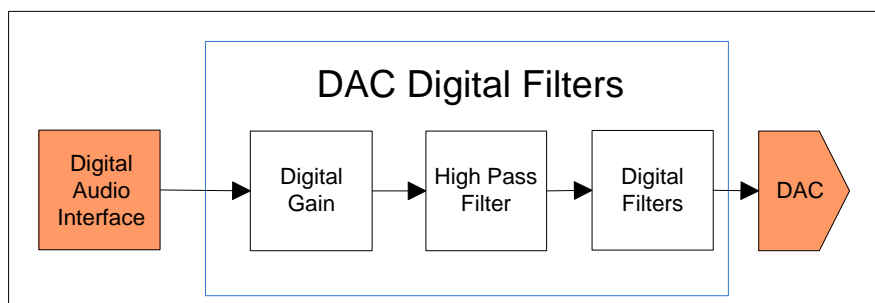 DAC Digital Filters
Digital
Audio
Interface
Digital
Gain
High Pass
Filter
Digital
Filters
DAC